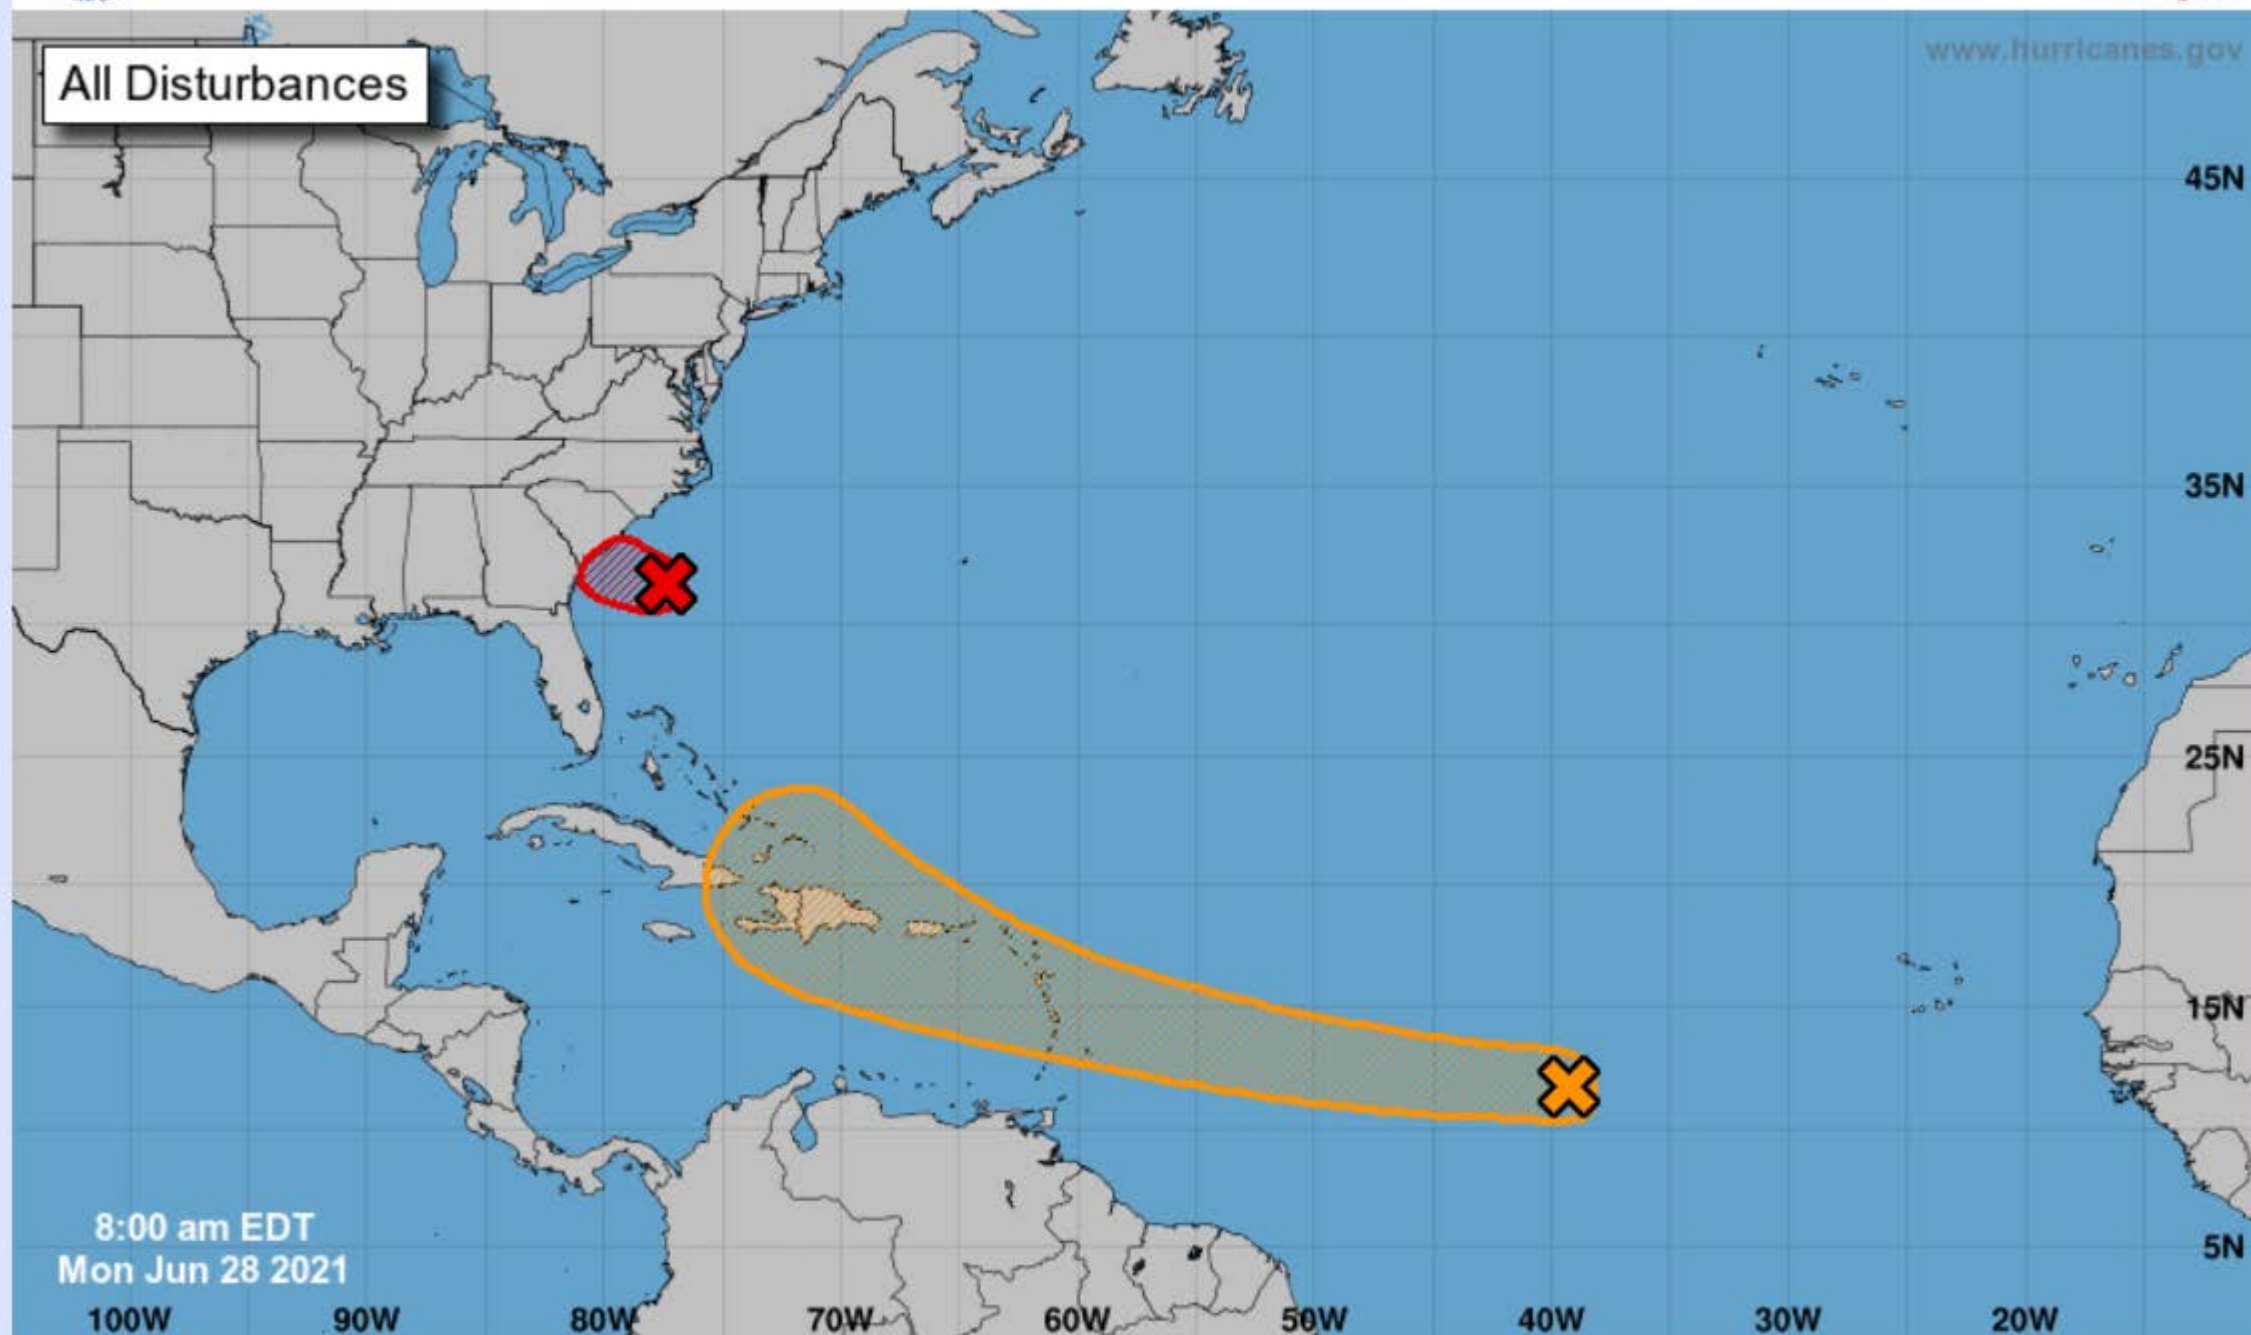 All Disturbances
www.hurricanes.gov
45N
35N
25N
15N
5N
8:00 am EDT
Mon Jun 28 2021
100W 90W 80W 70W 60W 50W 40W 30W 20W